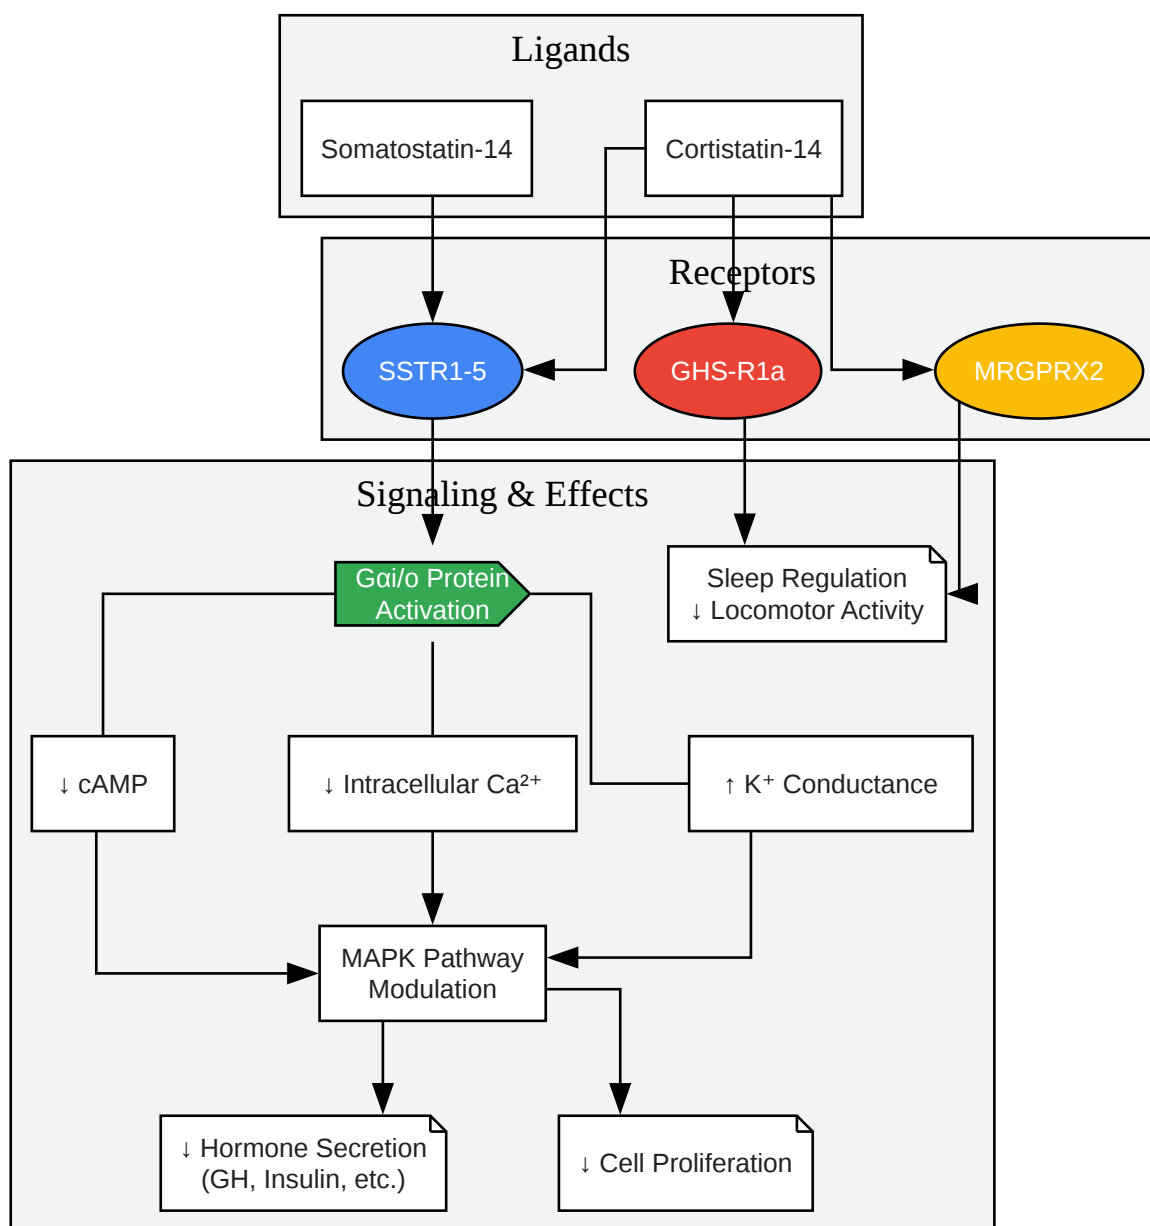 Ligands
Somatostatin-14
Cortistatin-14
Receptors
SSTR1-5
GHS-R1a
MRGPRX2
Signaling & Effects
Gαi/o Protein
Activation
Sleep Regulation
↓ Locomotor Activity
↓ cAMP
↓ Intracellular Ca²⁺
↑ K⁺ Conductance
MAPK Pathway
Modulation
↓ Hormone Secretion
(GH, Insulin, etc.)
↓ Cell Proliferation